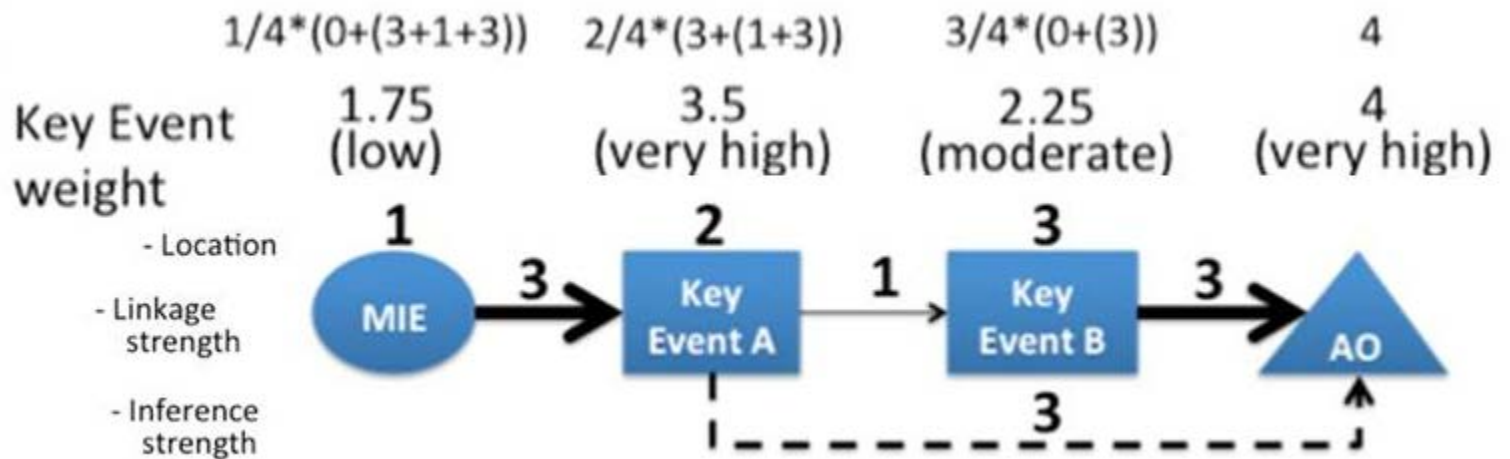 1/4*(0+(3+1+3)) 2/4*(3+(1+3)) 3/4*(0+(3)) 4
Key Event
weight
1.75 3.5 2.25 4
(low) (very high) (moderate) (very high)
1 2 3
- Location
3 1 3
- Linkage
strength
MIE
Key
Event A
Key
Event B
AO
- Inference
strength
3